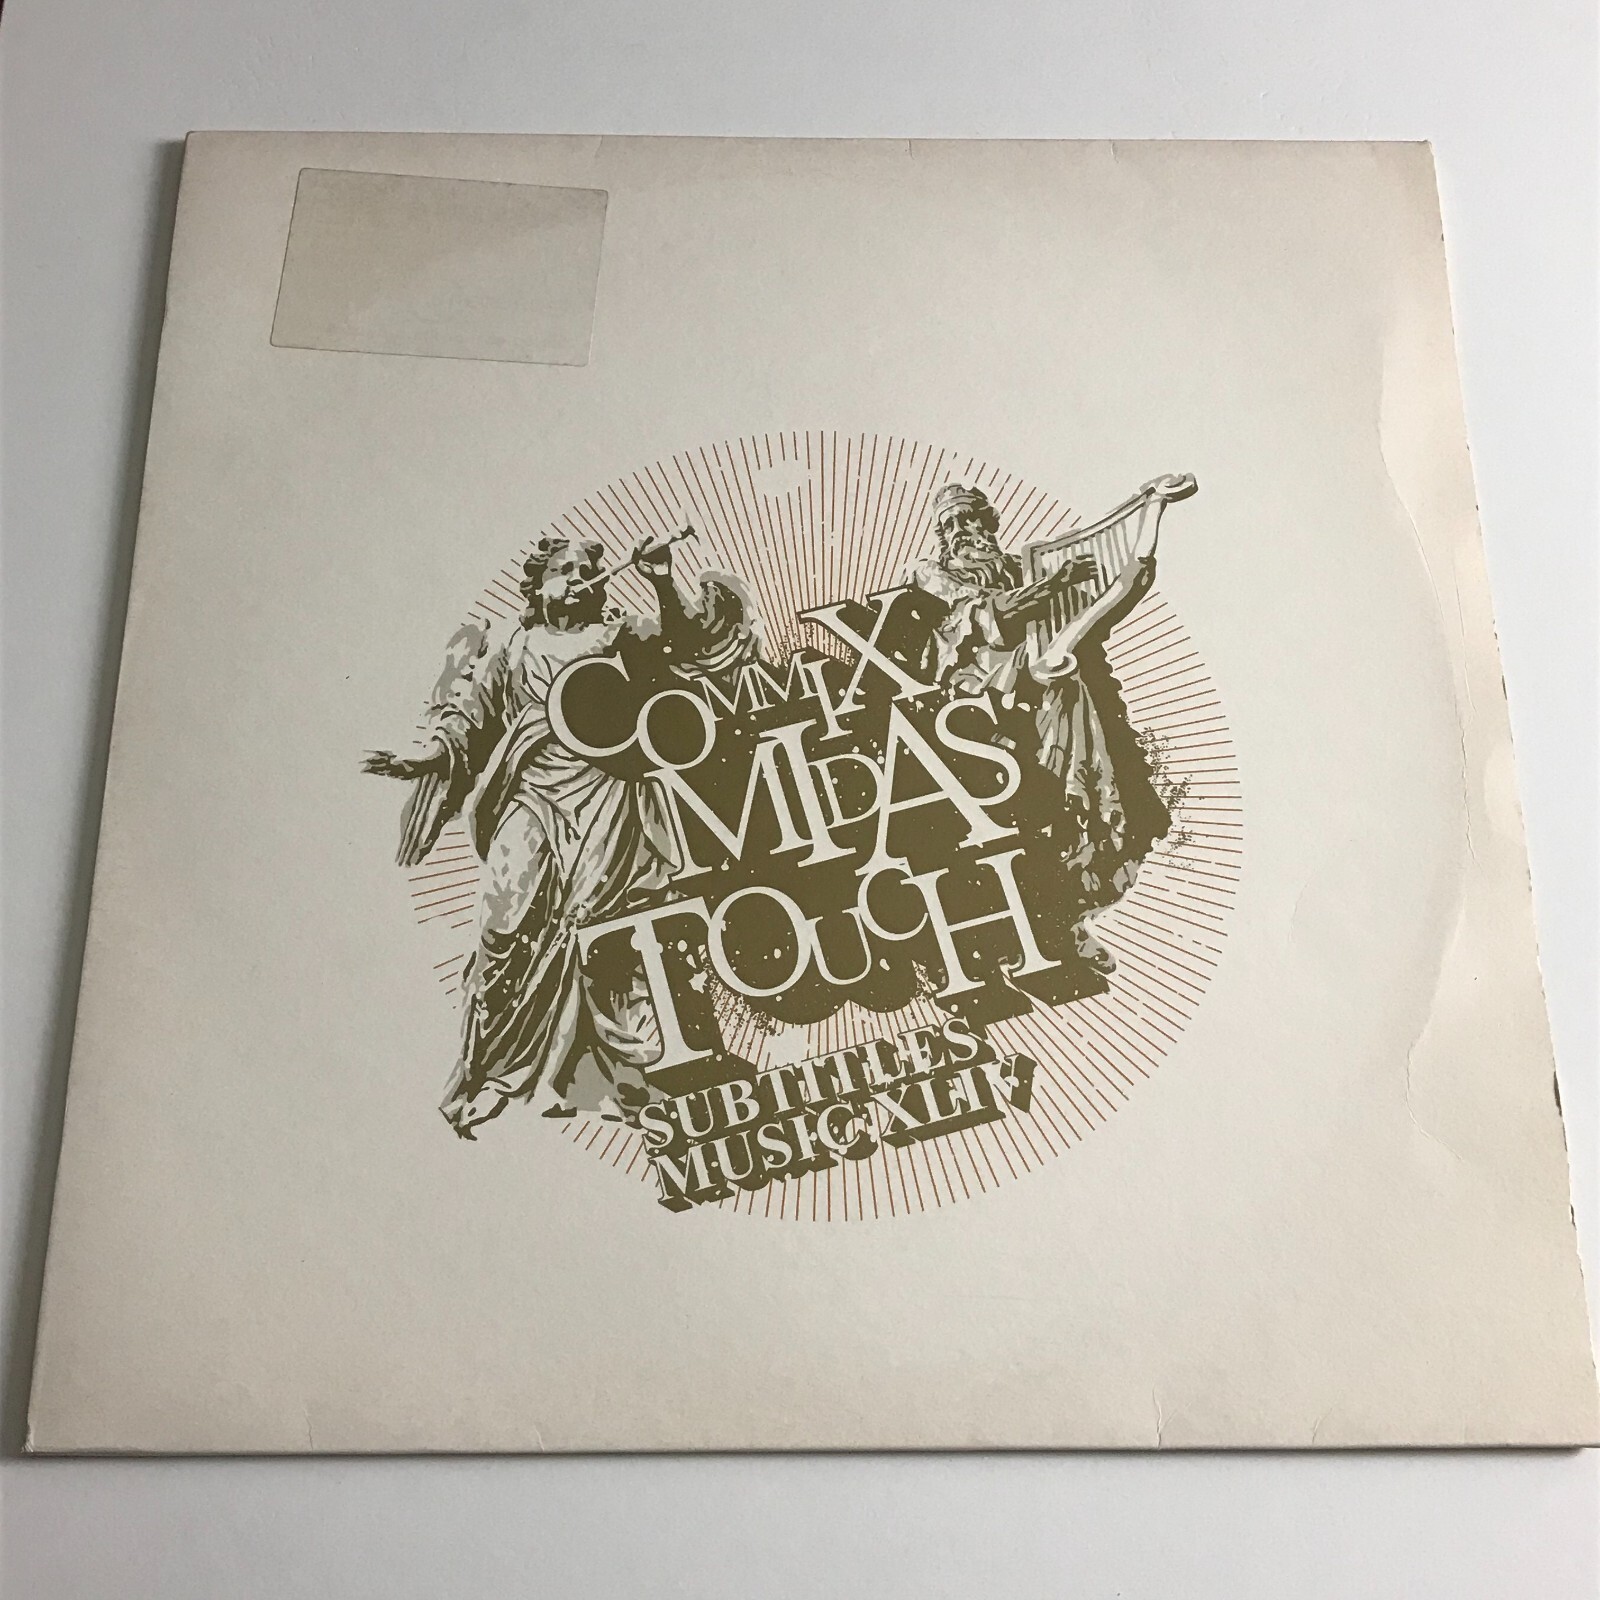 COMMIX
MIDAS
TOUCH
SUBTITLES
MUSIC XLIV